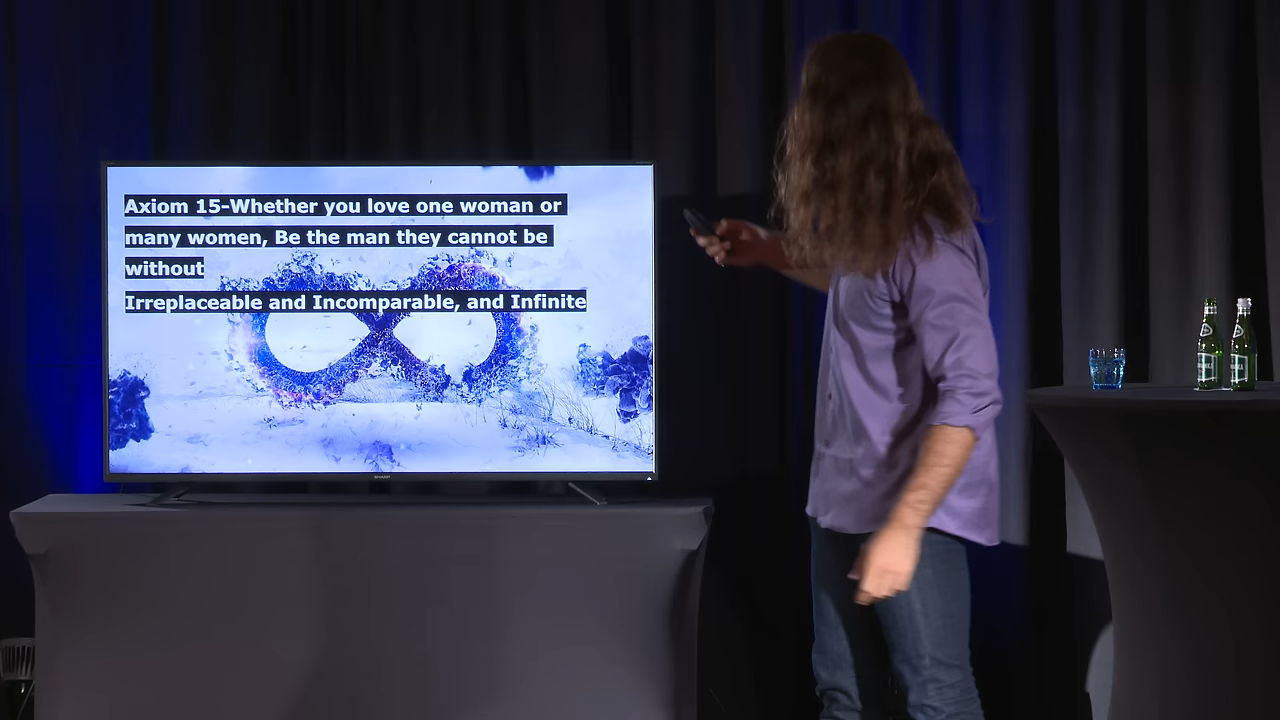 Axiom 15-Whether you love one woman or
many women, Be the man they cannot be
without
Irreplaceable and Incomparable, and Infinite
SHARP